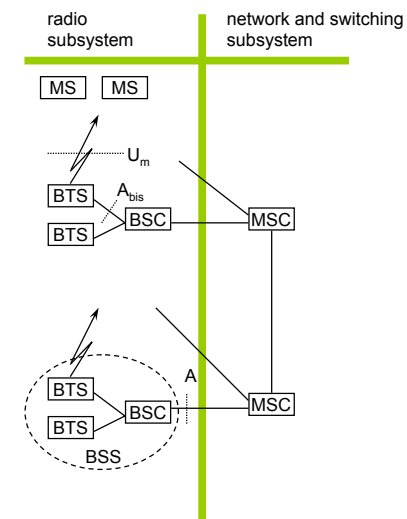 radio
subsystem
network and switching
subsystem
MS MS
Um
BTS
Abis
BSC
MSC
BTS
A
BTS
BSC
MSC
BTS
BSS